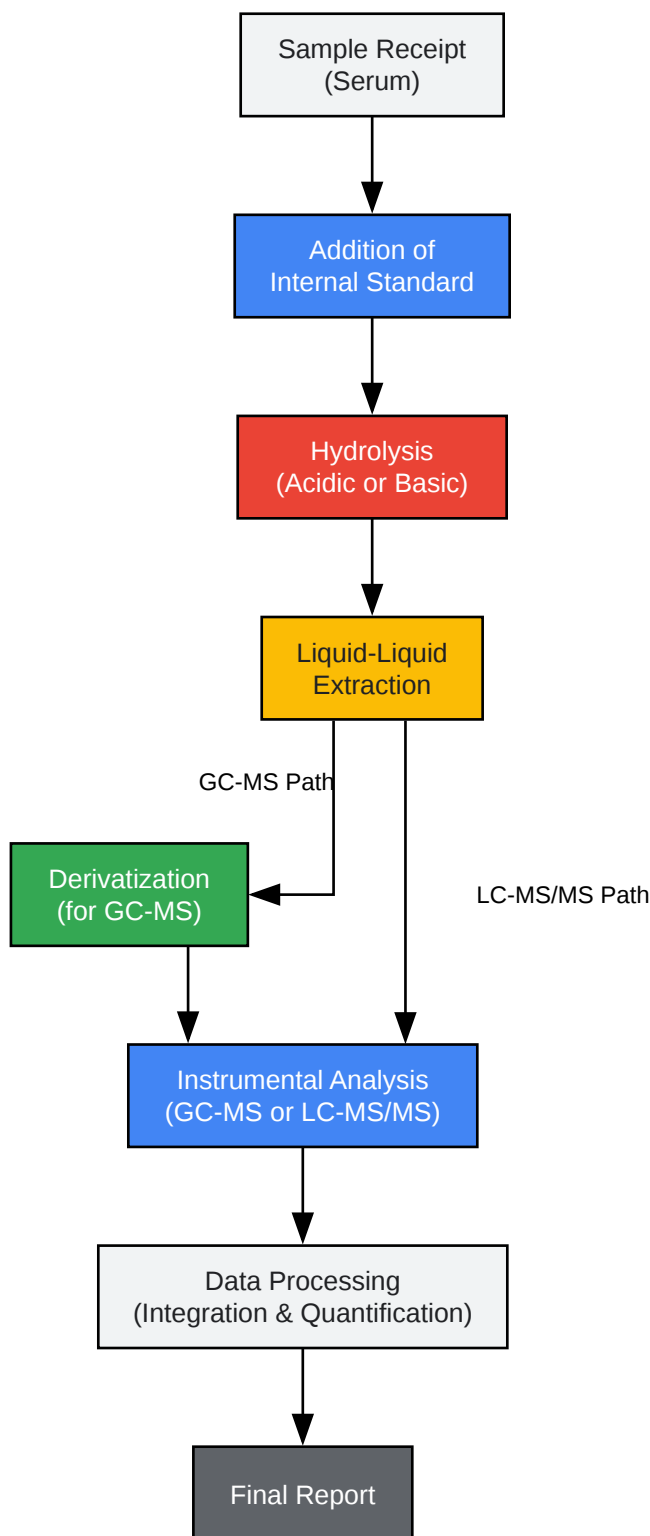 Sample Receipt
(Serum)
Addition of
Internal Standard
Hydrolysis
(Acidic or Basic)
Liquid-Liquid
Extraction
GC-MS Path
Derivatization
(for GC-MS)
LC-MS/MS Path
Instrumental Analysis
(GC-MS or LC-MS/MS)
Data Processing
(Integration & Quantification)
Final Report